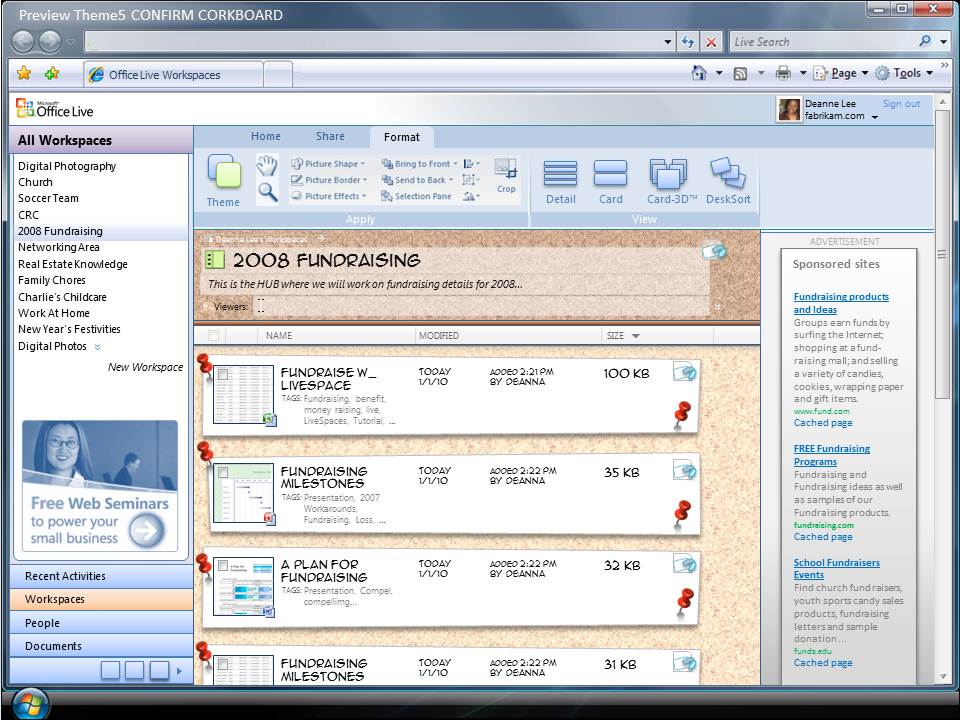 Preview Theme5 CONFIRM CORKBOARD
Live Search
Office Live Workspaces
Page
Tools
Microsoft®
Office Live
Deanne Lee
fabrikam.com
Sign out
All Workspaces
Digital Photography
Church
Soccer Team
CRC
2008 Fundraising
Networking Area
Real Estate Knowledge
Family Chores
Charlie's Childcare
Work At Home
New Year's Festivities
Digital Photos
New Workspace
Free Web Seminars
to power your
small business
Recent Activities
Workspaces
People
Documents
Home Share Format
Theme
Picture Shape
Picture Border
Picture Effects
Bring to Front
Send to Back
Selection Pane
Crop
Apply
Detail Card Card-3D™ DeskSort
View
Deanna Lee's Workspaces
2008 FUNDRAISING
This is the HUB where we will work on fundraising details for 2008...
Viewers:
NAME MODIFIED SIZE
FUNDRAISE W_
LIVESPACE
TAGS: Fundraising, benefit,
money raising, live,
LiveSpaces, Tutorial, ...
TODAY
1/1/10
ADDED 2:21 PM
BY DEANNA
100 KB
FUNDRAISING
MILESTONES
TAGS: Presentation, 2007
Workarounds,
Fundraising, Loss, ...
TODAY
1/1/10
ADDED 2:22 PM
BY DEANNA
35 KB
A PLAN FOR
FUNDRAISING
TAGS: Presentation, Compel,
compellimg...
TODAY
1/1/10
ADDED 2:22 PM
BY DEANNA
32 KB
FUNDRAISING
MILESTONES
TODAY
1/1/10
ADDED 2:22 PM
BY DEANNA
31 KB
ADVERTISEMENT
Sponsored sites
Fundraising products
and Ideas
Groups earn funds by
surfing the Internet;
shopping at a fund-
raising mall; and selling
a variety of candies,
cookies, wrapping paper
and gift items.
www.fund.com
Cached page
FREE Fundraising
Programs
Fundraising and
Fundraising ideas as well
as samples of our
Fundraising products.
fundraising.com
Cached page
School Fundraisers
Events
Find church fundraisers,
youth sports candy sales
products, fundraising
letters and sample
donation ...
funds.edu
Cached page